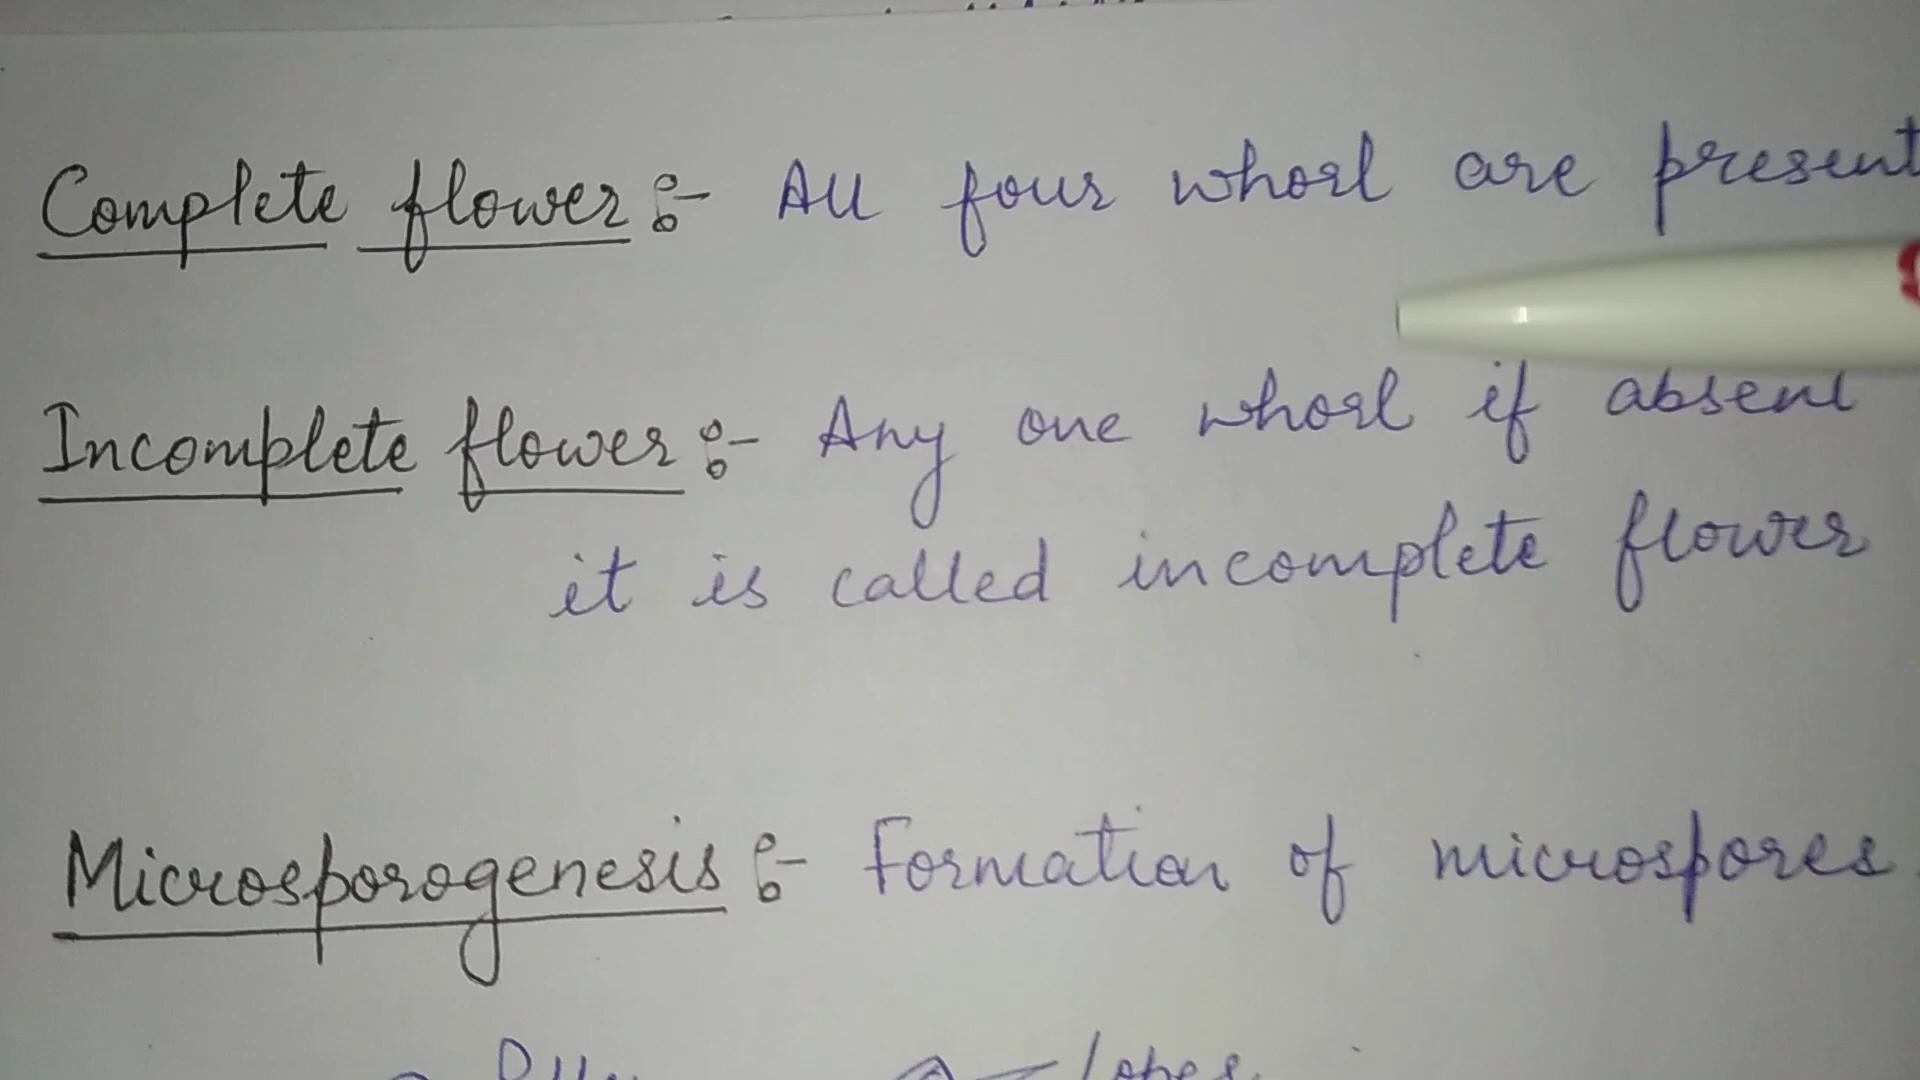 Complete flower :- All four whorl are present
Incomplete flower :- Any one whorl if absent
it is called incomplete flower
Microsporogenesis :- Formation of microspores.
lobes